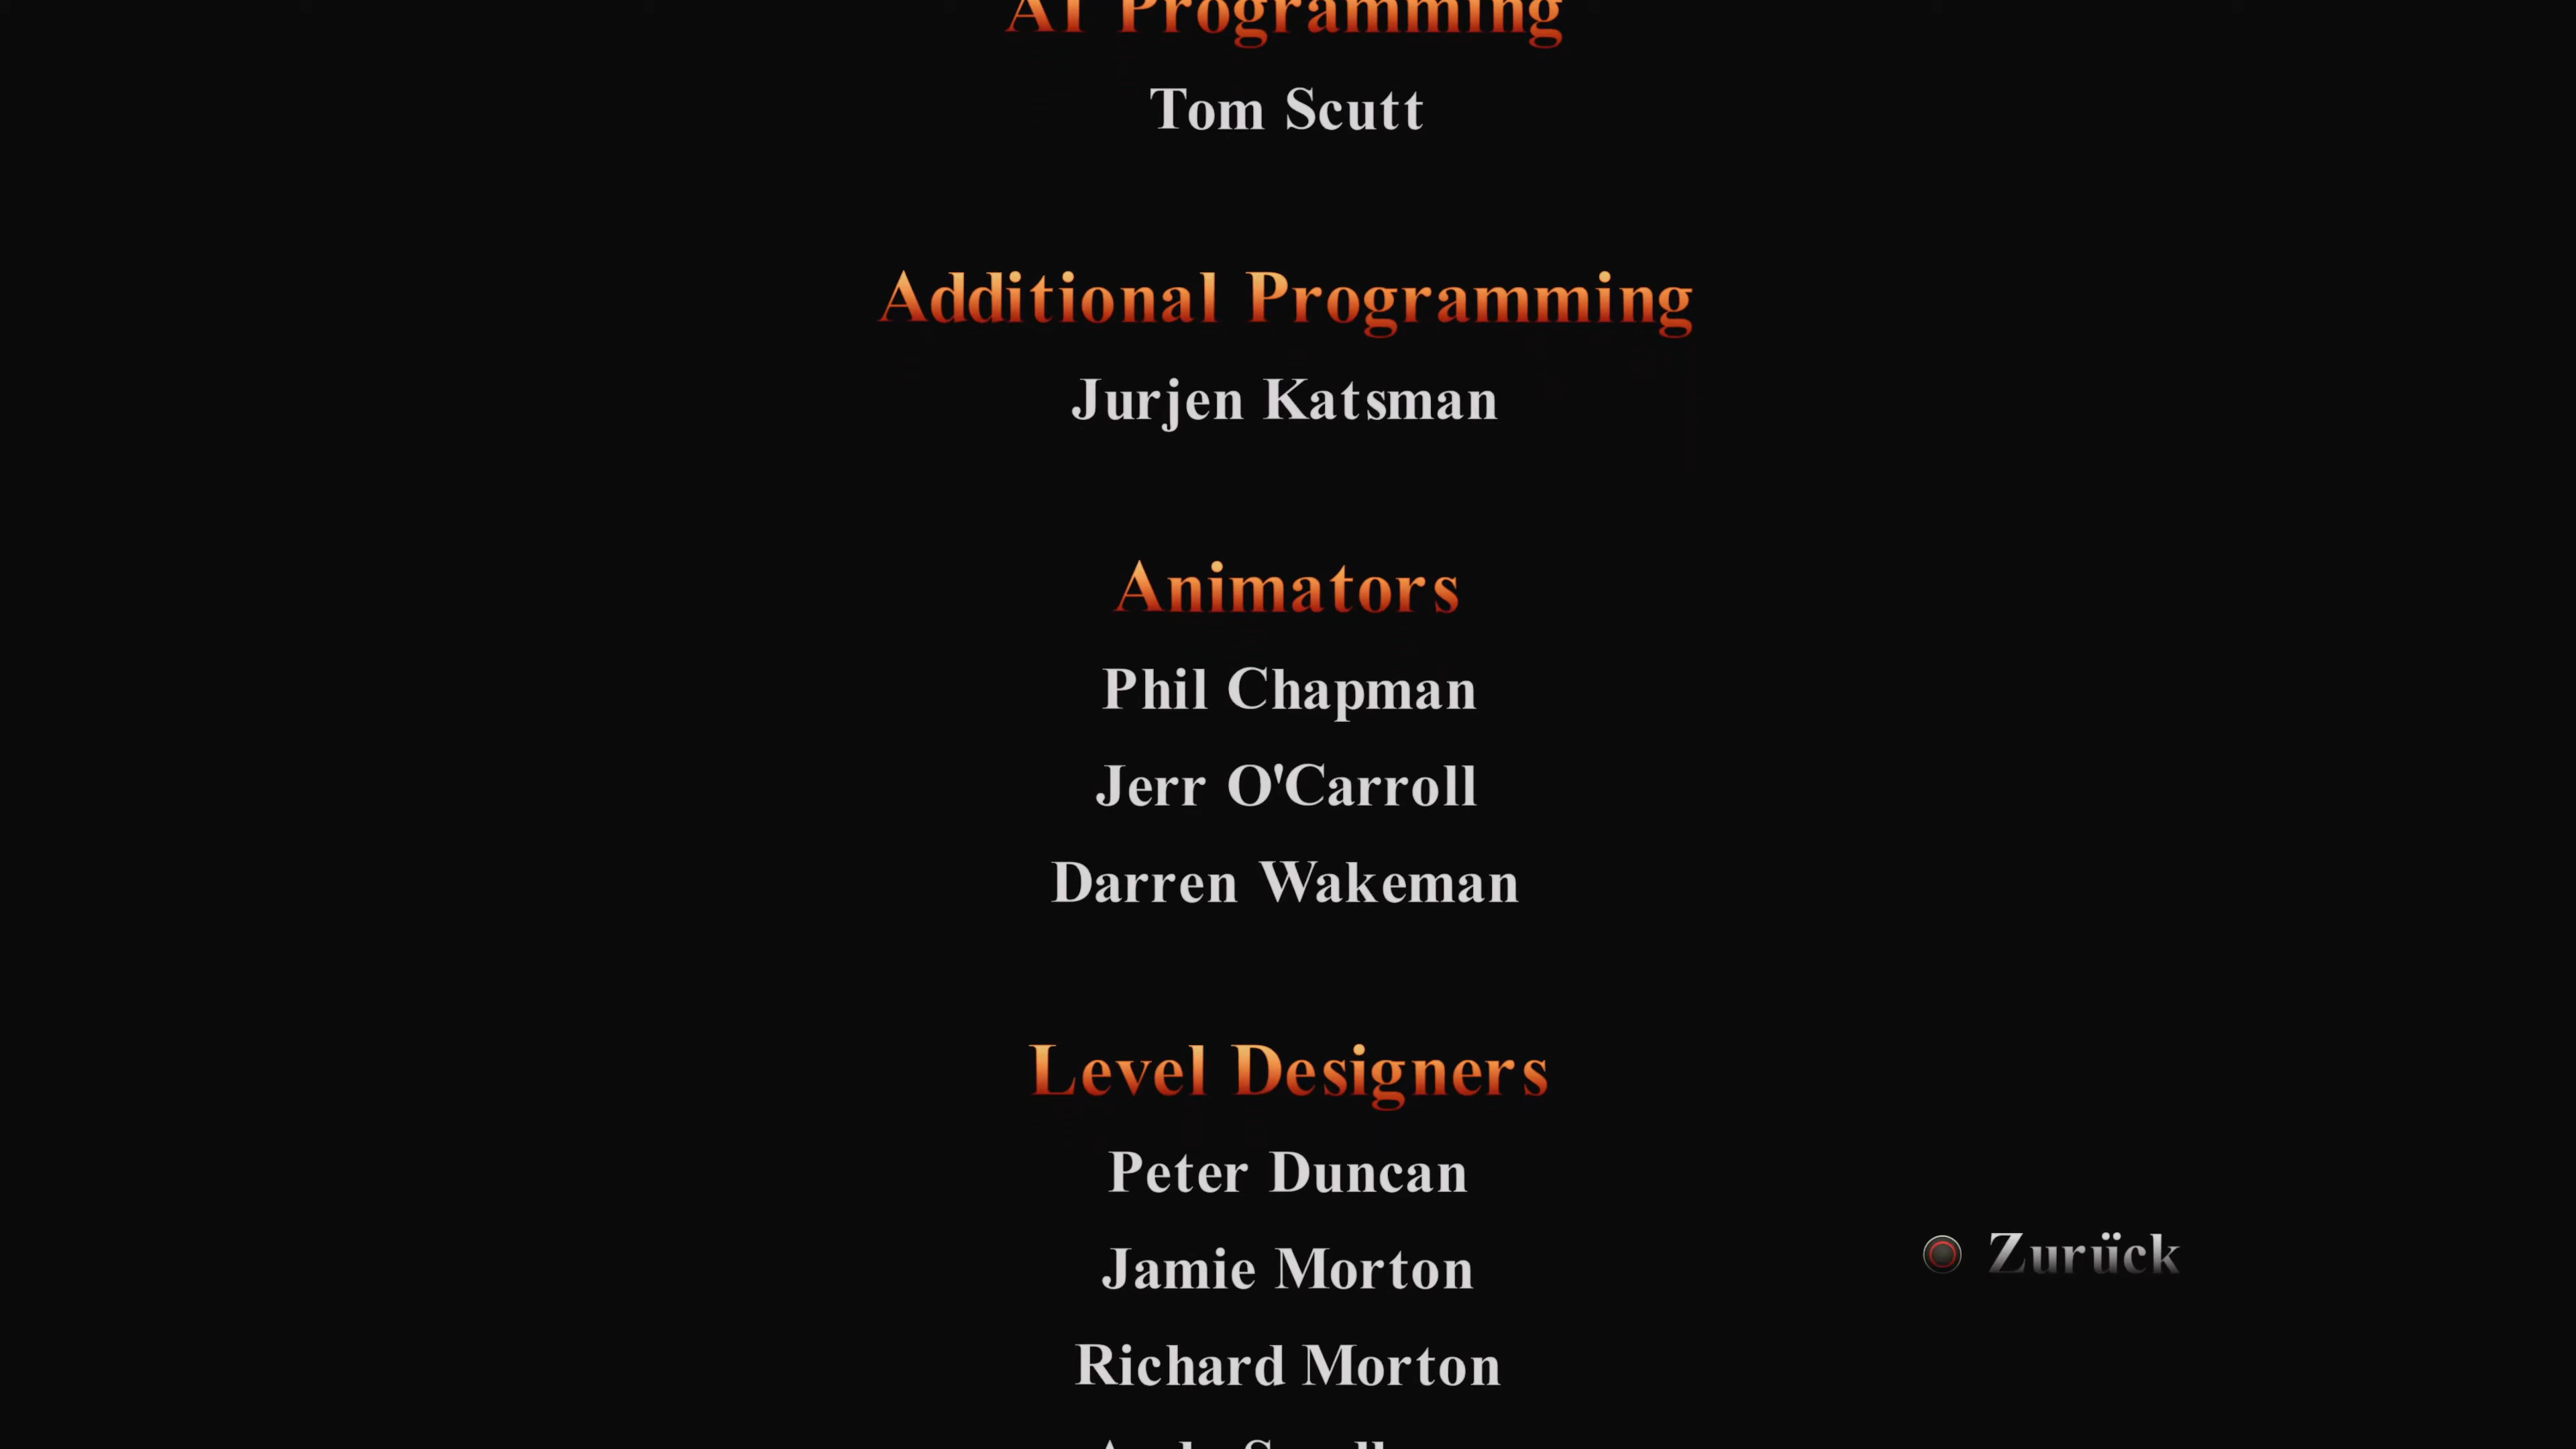 AI Programming
Tom Scutt
Additional Programming
Jurjen Katsman
Animators
Phil Chapman
Jerr O'Carroll
Darren Wakeman
Level Designers
Peter Duncan
Jamie Morton
Richard Morton
Zurück